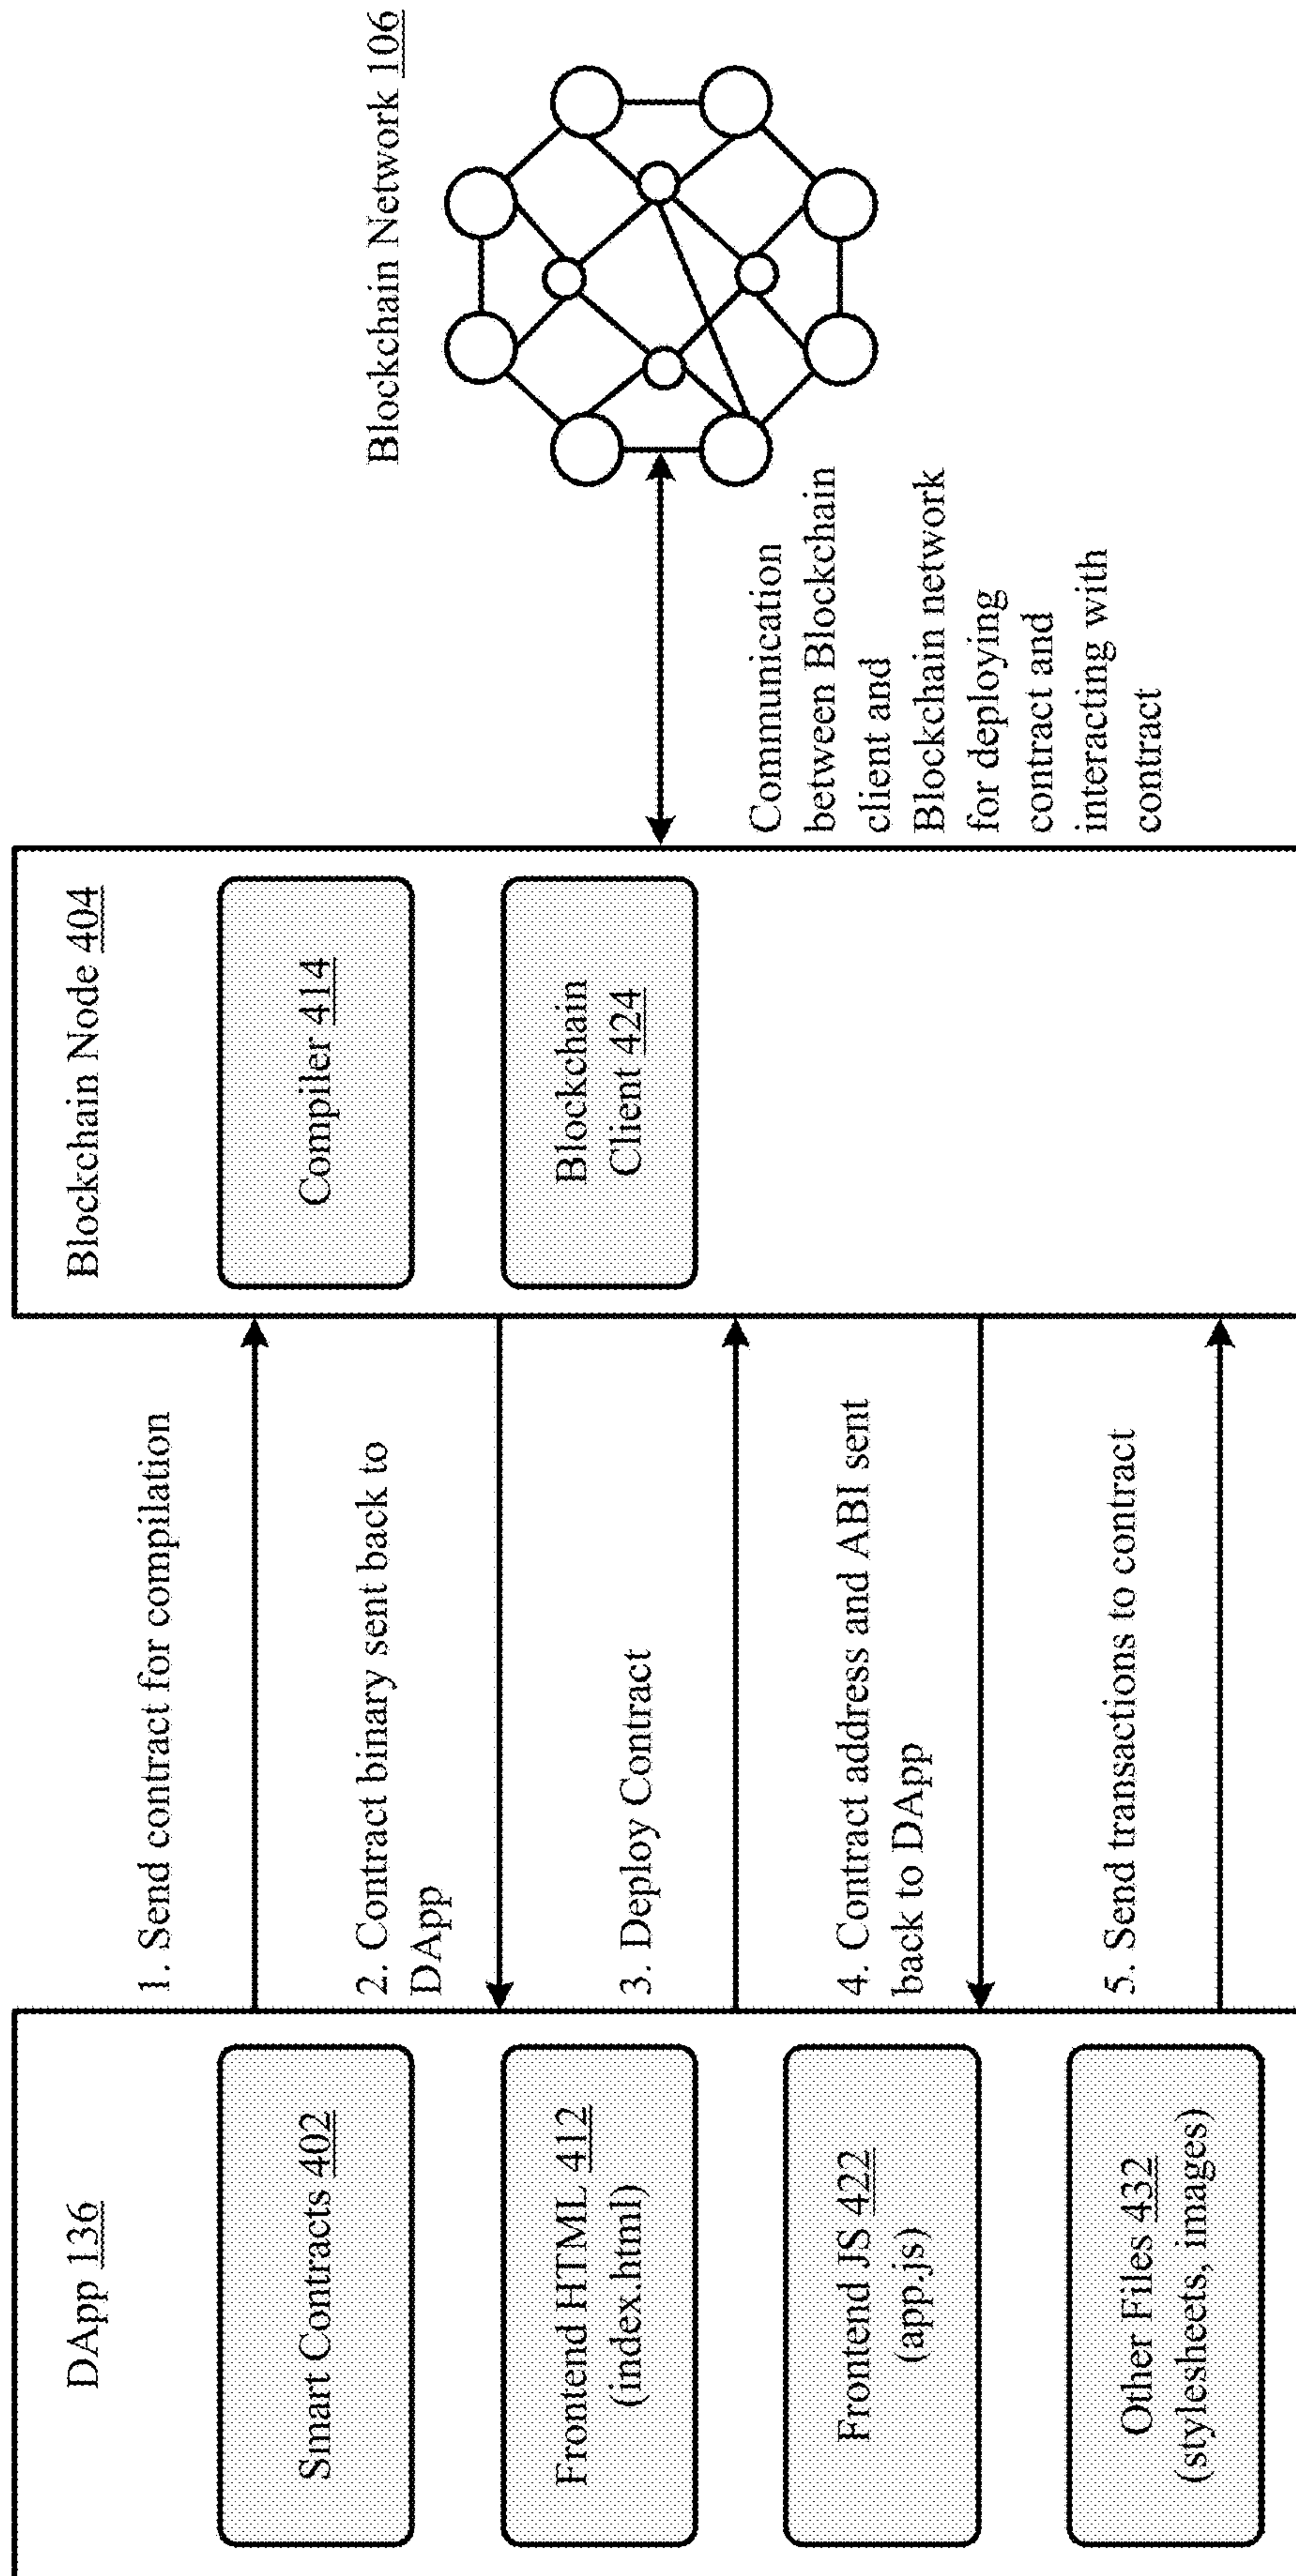 DApp 136
Smart Contracts 402
Frontend HTML 412
(index.html)
Frontend JS 422
(app.js)
Other Files 432
(stylesheets, images)
1. Send contract for compilation
2. Contract binary sent back to
DApp
3. Deploy Contract
4. Contract address and ABI sent
back to DApp
5. Send transactions to contract
Blockchain Node 404
Compiler 414
Blockchain
Client 424
Communication
between Blockchain
client and
Blockchain network
for deploying
contract and
interacting with
contract
Blockchain Network 106